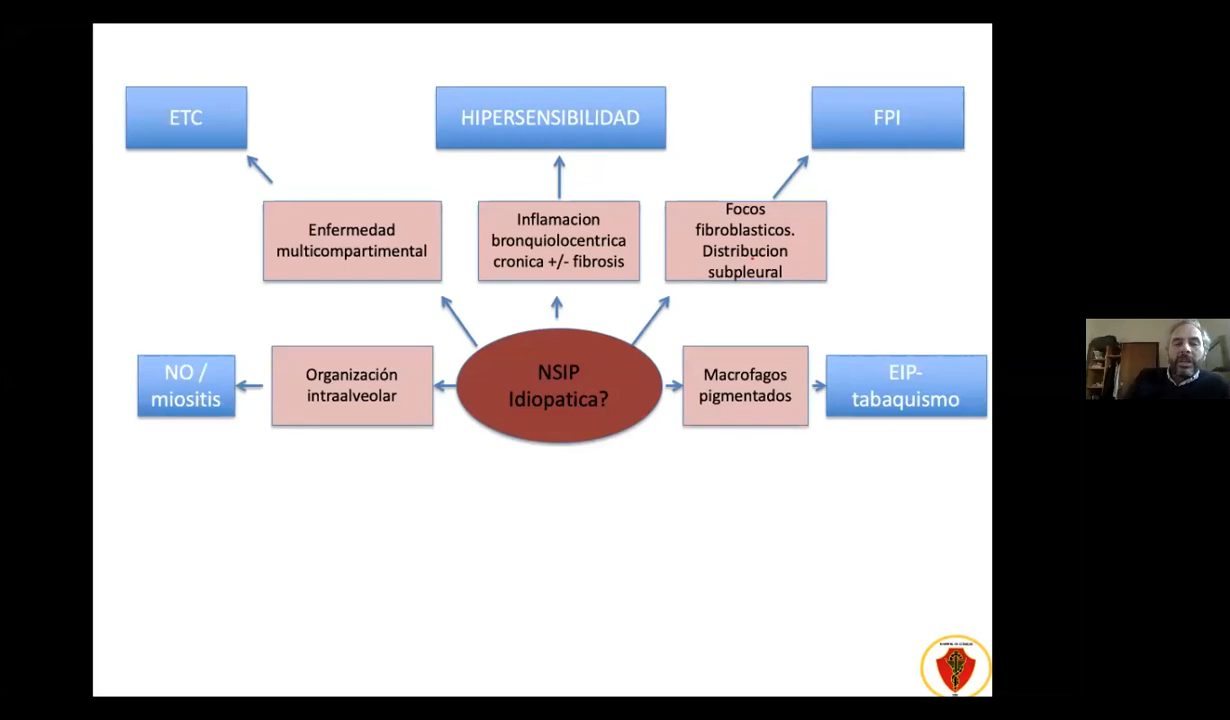 ETC
HIPERSENSIBILIDAD
FPI
Enfermedad
multicompartimental
Inflamacion
bronquiolocentrica
cronica +/- fibrosis
Focos
fibroblasticos.
Distribucion
subpleural
NO /
miositis
Organización
intraalveolar
NSIP
Idiopatica?
Macrofagos
pigmentados
EIP-
tabaquismo